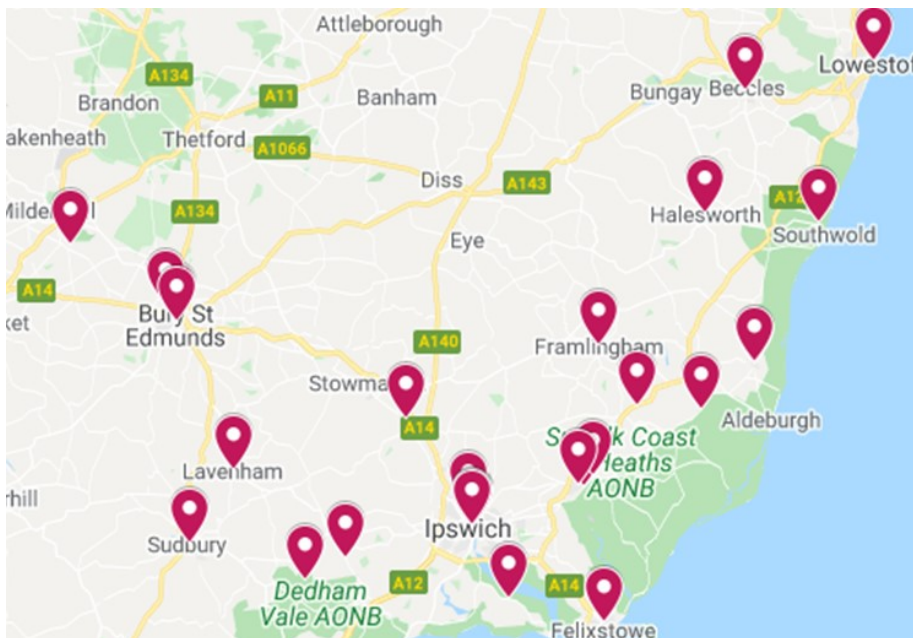 Attleborough
Lowestof
A134
A11
Brandon
Banham
Bungay Beccles
akenheath
Thetford
A1066
Diss
A143
Milden
A134
Halesworth
A12
Eye
Southwold
A14
Bury St
Edmunds
ket
A140
Framlingham
Stowma
A14
Aldeburgh
Coast
Heaths
AONB
Lavenham
rhill
Ipswich
Sudbury
Dedham
Vale AONB
A12
A14
Felixstowe